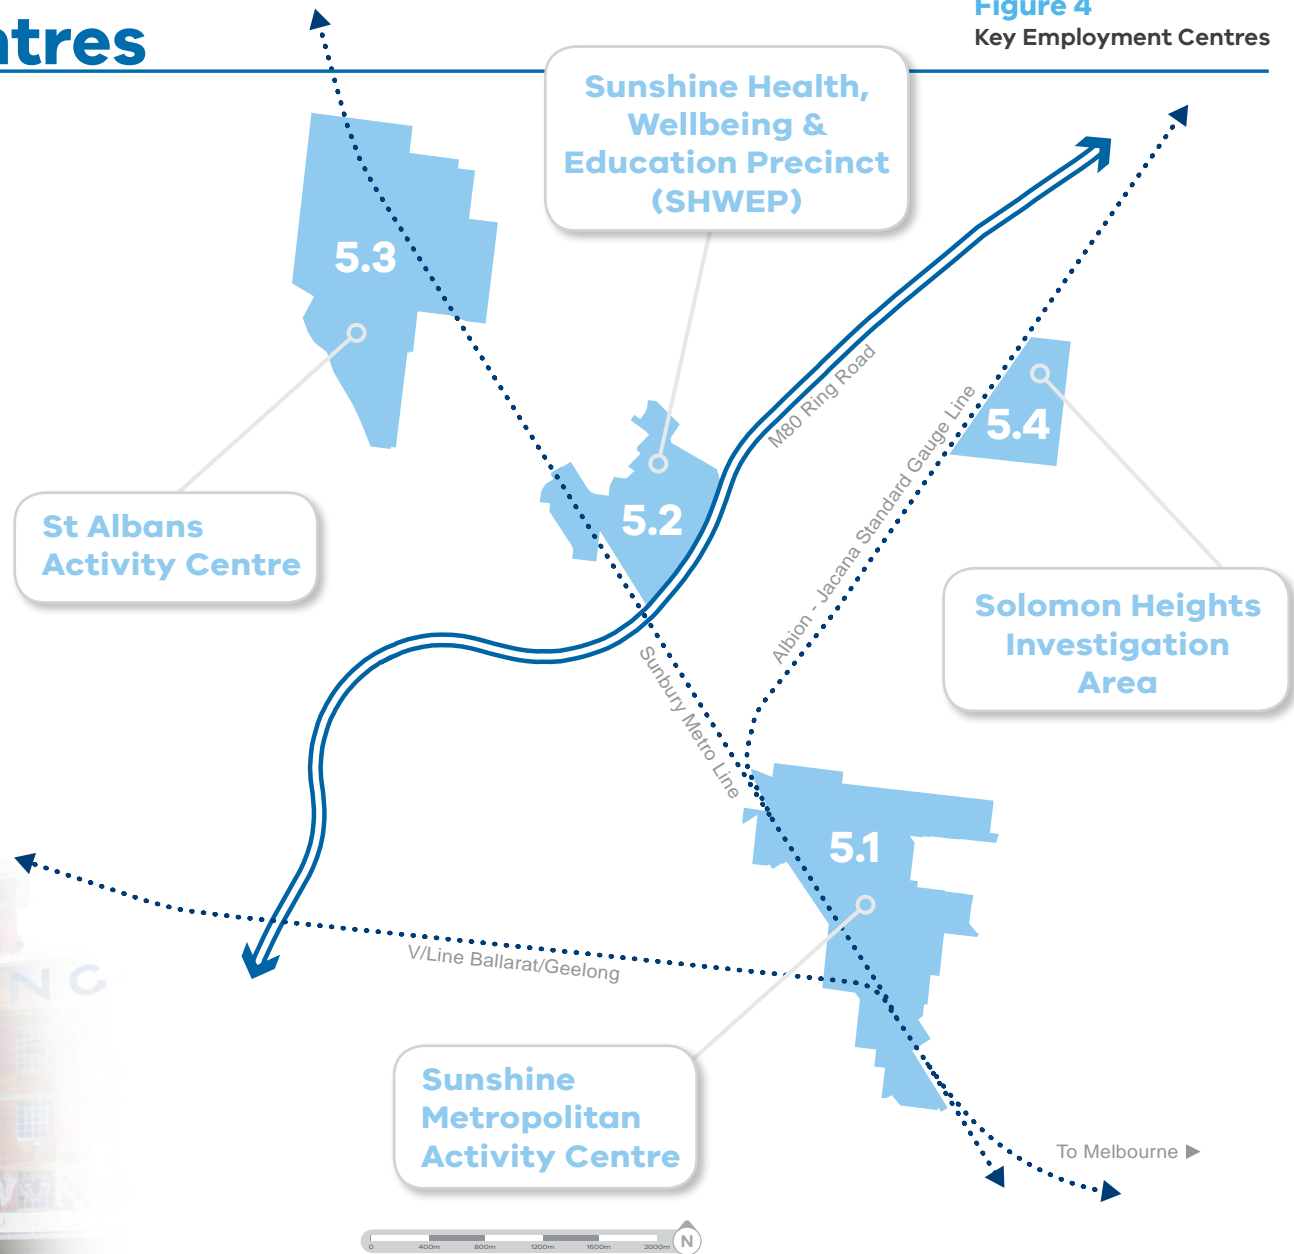 ntres
Figure 4
Key Employment Centres
Sunshine Health,
Wellbeing &
Education Precinct
(SHWEP)
5.3
M80 Ring Road
5.4
Albion - Jacana Standard Gauge Line
5.2
St Albans
Activity Centre
Solomon Heights
Investigation
Area
Sunbury Metro Line
5.1
V/Line Ballarat/Geelong
N C
Sunshine
Metropolitan
Activity Centre
To Melbourne ►
0 400m 800m 1200m 1600m 2000m N